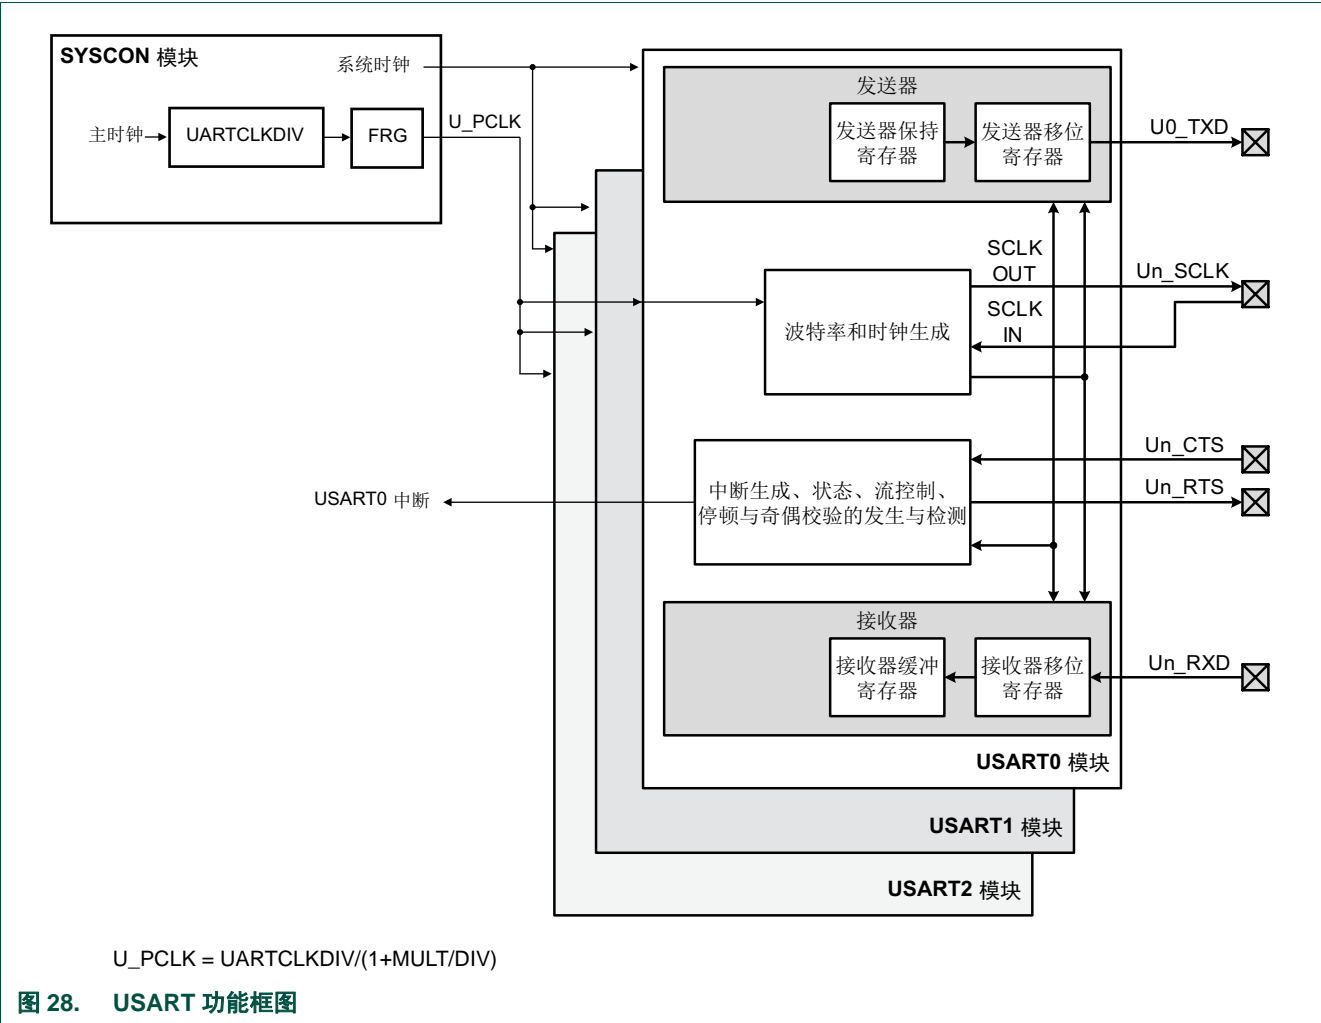 SYSCON 模块
系统时钟
主时钟
UARTCLKDIV
FRG
U_PCLK
发送器
发送器保持
寄存器
发送器移位
寄存器
U0_TXD
SCLK
OUT
Un_SCLK
SCLK
IN
波特率和时钟生成
Un_CTS
Un_RTS
中断生成、状态、流控制、
停顿与奇偶校验的发生与检测
USART0 中断
接收器
接收器缓冲
寄存器
接收器移位
寄存器
Un_RXD
USART0 模块
USART1 模块
USART2 模块
U_PCLK = UARTCLKDIV/(1+MULT/DIV)
图 28. USART 功能框图